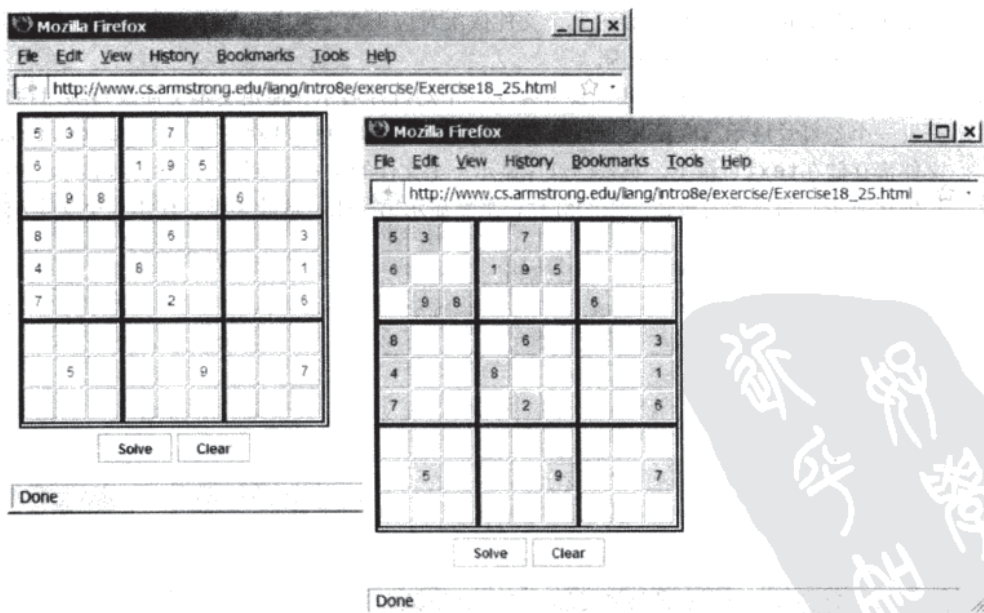 Mozilla Firefox
File Edit View History Bookmarks Tools Help
http://www.cs.armstrong.edu/liang/intro8e/exercise/Exercise18_25.html
5 3 7
6 1 9 5
9 8 6
8 6 3
4 8 1
7 2 6
5 9 7
Solve Clear
Done
Mozilla Firefox
File Edit View History Bookmarks Tools Help
http://www.cs.armstrong.edu/liang/intro8e/exercise/Exercise18_25.html
5 3 7
6 1 9 5
9 8 6
8 6 3
4 8 1
7 2 6
5 9 7
Solve Clear
Done